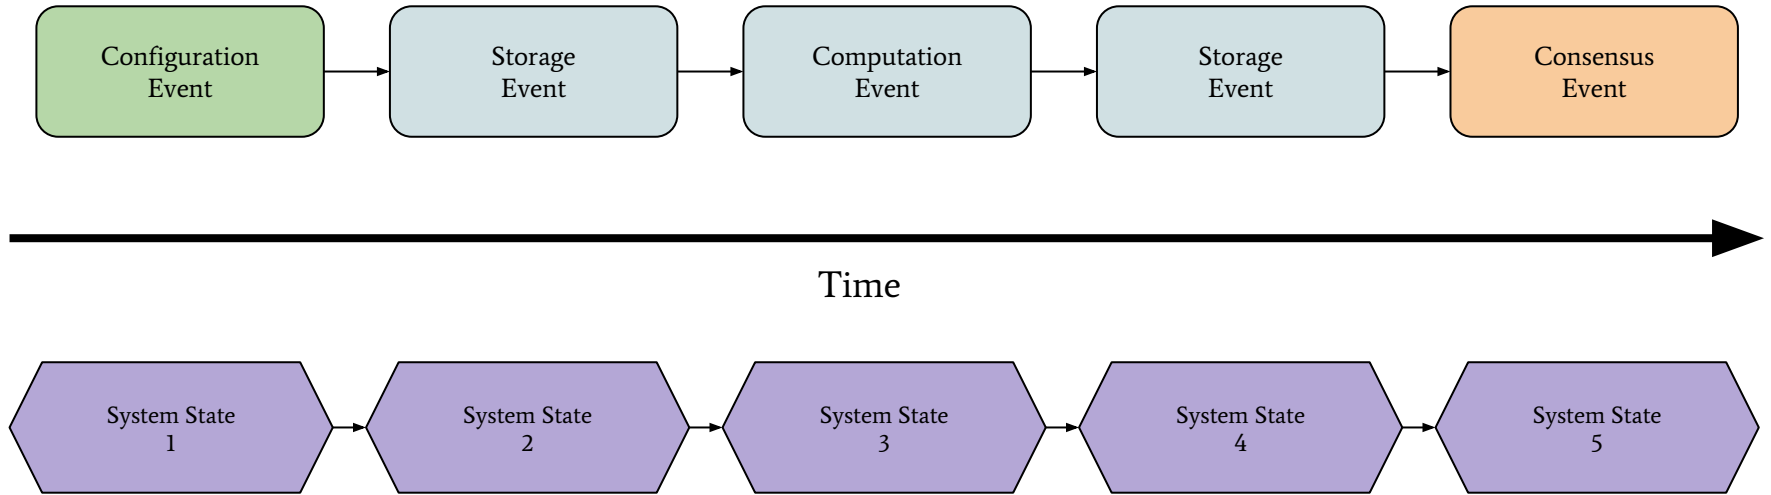 Configuration
Event
Storage
Event
Computation
Event
Storage
Event
Consensus
Event
Time
System State
1
System State
2
System State
3
System State
4
System State
5